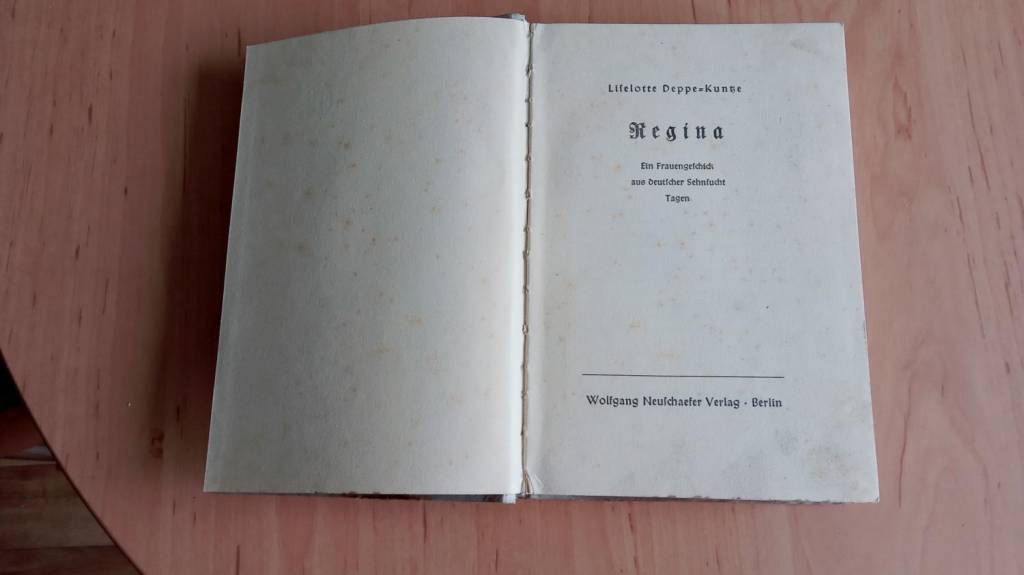 Liſelotte Deppe=Kuntze
Regina
Ein Frauengeſchick
aus deutſcher Sehnſucht
Tagen
Wolfgang Neuſchaefer Verlag · Berlin